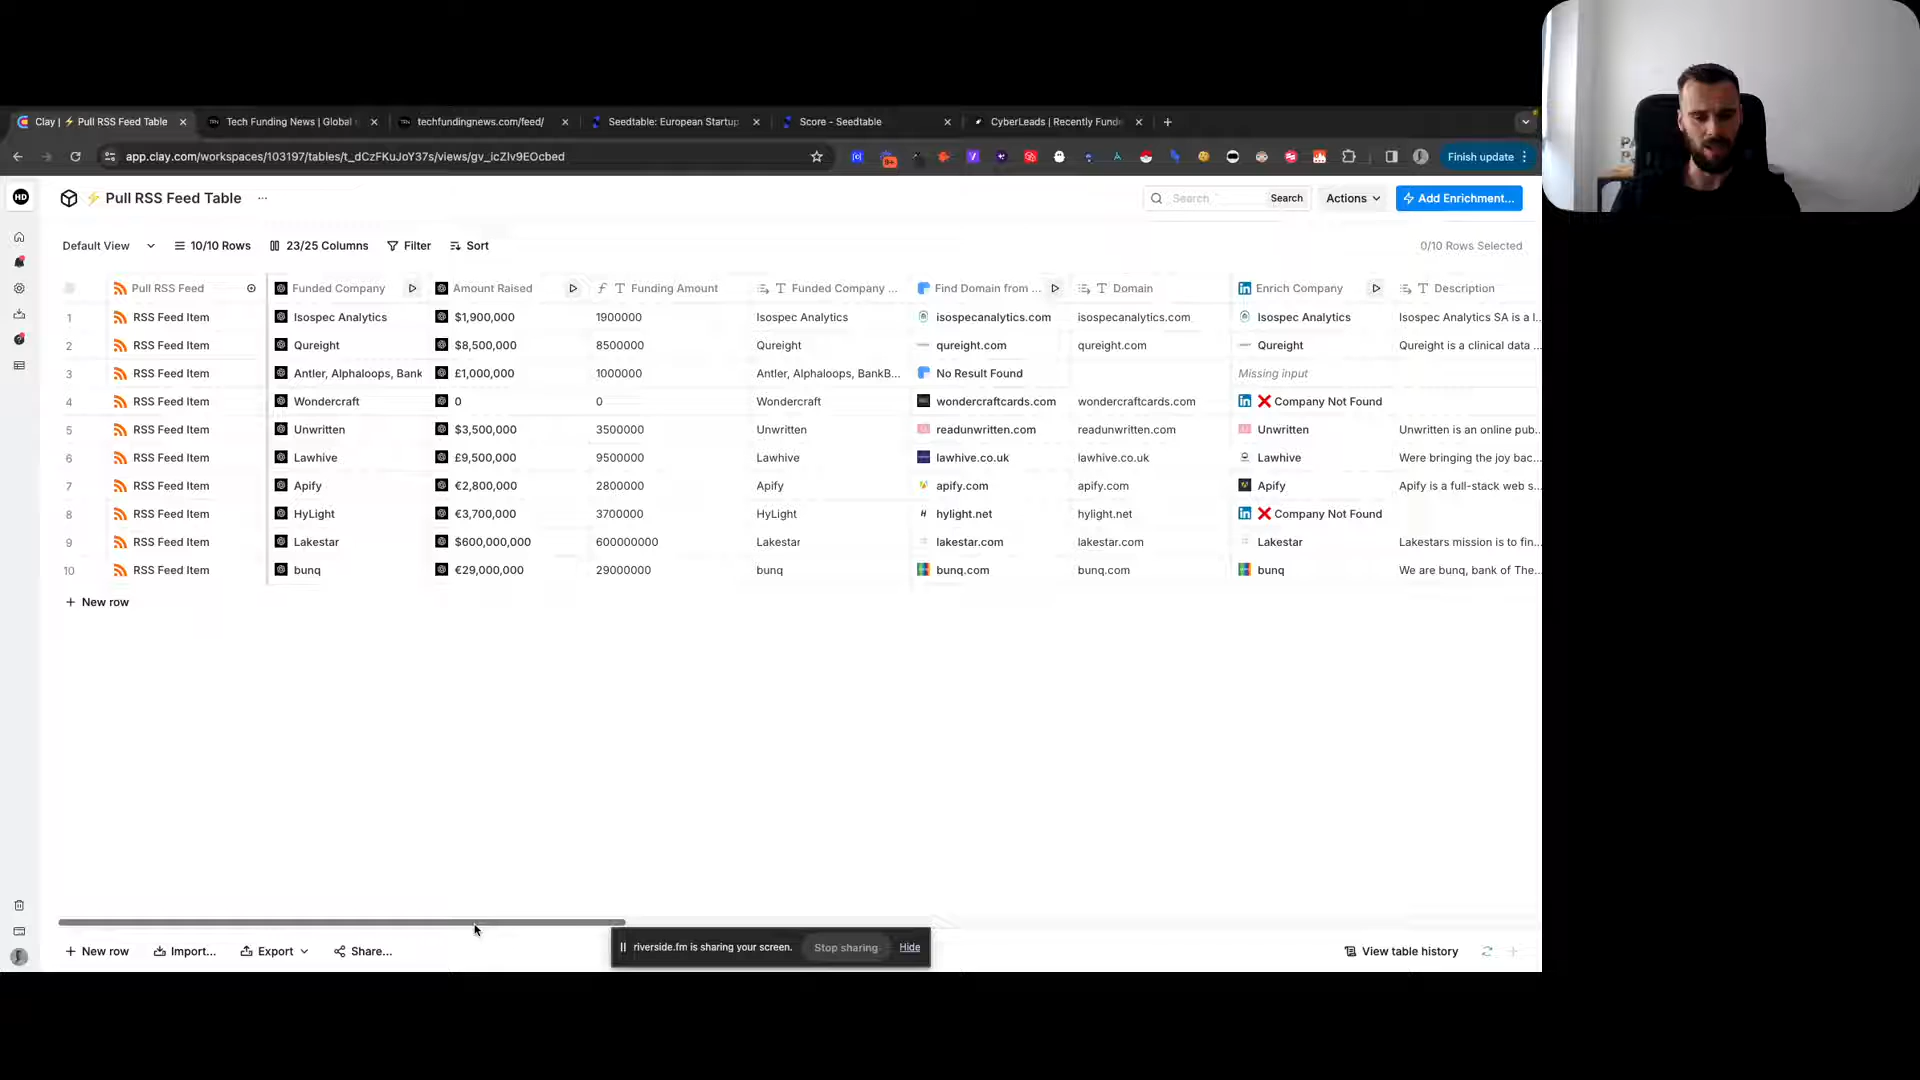 Clay | ⚡ Pull RSS Feed Table
Tech Funding News | Global
techfundingnews.com/feed/
Seedtable: European Startup
Score - Seedtable
CyberLeads | Recently Funde
app.clay.com/workspaces/103197/tables/t_dCzFKuJoY37s/views/gv_icZlv9EOcbed
9+
Finish update
HD
⚡ Pull RSS Feed Table
...
Search
Search
Actions
Add Enrichment...
Default View
10/10 Rows
23/25 Columns
Filter
Sort
0/10 Rows Selected
Pull RSS Feed Funded Company Amount Raised Funding Amount Funded Company ... Find Domain from ... Domain Enrich Company Description
1 RSS Feed Item Isospec Analytics $1,900,000 1900000 Isospec Analytics isospecanalytics.com isospecanalytics.com Isospec Analytics Isospec Analytics SA is a l...
2 RSS Feed Item Qureight $8,500,000 8500000 Qureight qureight.com qureight.com Qureight Qureight is a clinical data ...
3 RSS Feed Item Antler, Alphaloops, Bank £1,000,000 1000000 Antler, Alphaloops, BankB... No Result Found Missing input
4 RSS Feed Item Wondercraft 0 0 Wondercraft wondercraftcards.com wondercraftcards.com ❌ Company Not Found
5 RSS Feed Item Unwritten $3,500,000 3500000 Unwritten readunwritten.com readunwritten.com Unwritten Unwritten is an online pub...
6 RSS Feed Item Lawhive £9,500,000 9500000 Lawhive lawhive.co.uk lawhive.co.uk Lawhive Were bringing the joy bac...
7 RSS Feed Item Apify €2,800,000 2800000 Apify apify.com apify.com Apify Apify is a full-stack web s...
8 RSS Feed Item HyLight €3,700,000 3700000 HyLight hylight.net hylight.net ❌ Company Not Found
9 RSS Feed Item Lakestar $600,000,000 600000000 Lakestar lakestar.com lakestar.com Lakestar Lakestars mission is to fin...
10 RSS Feed Item bunq €29,000,000 29000000 bunq bunq.com bunq.com bunq We are bunq, bank of The...
+ New row
+ New row
Import...
Export
Share...
riverside.fm is sharing your screen.
Stop sharing
Hide
View table history